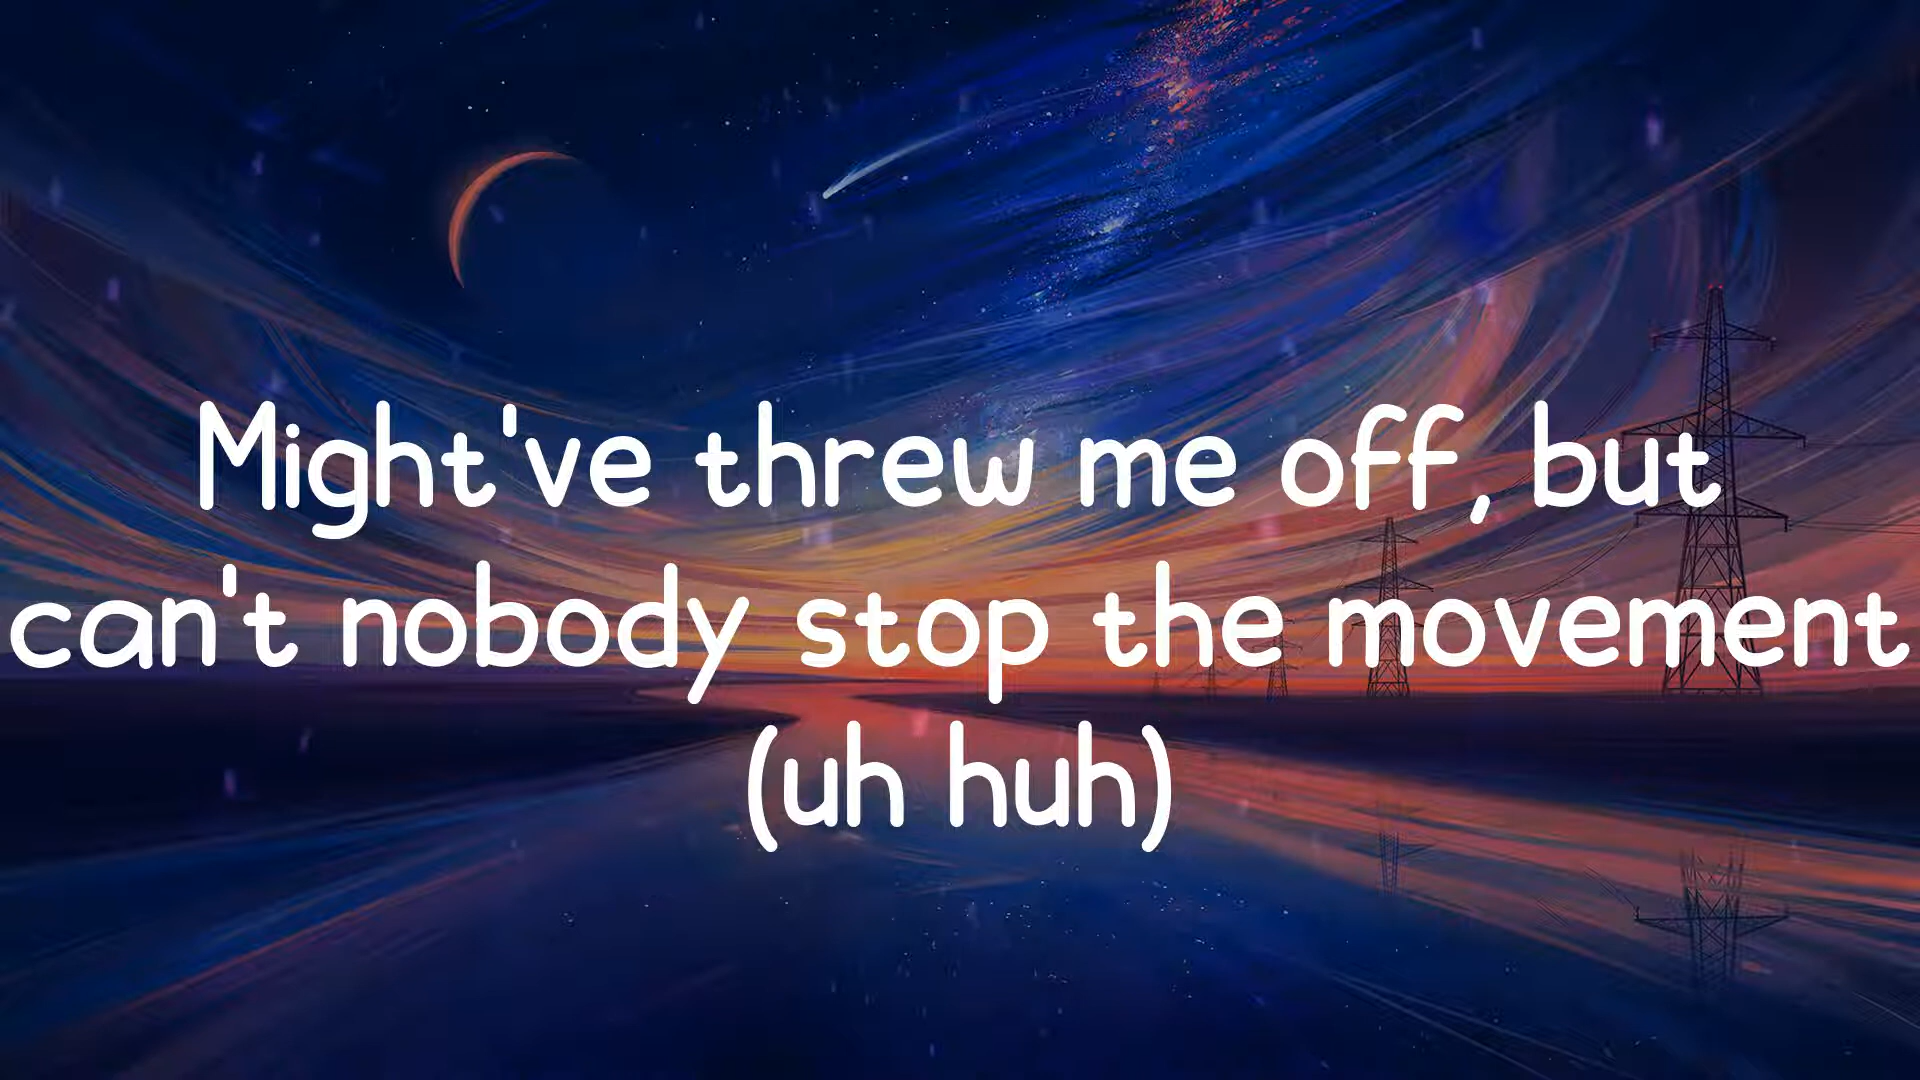 Might've threw me off, but
can't nobody stop the movement
(uh huh)